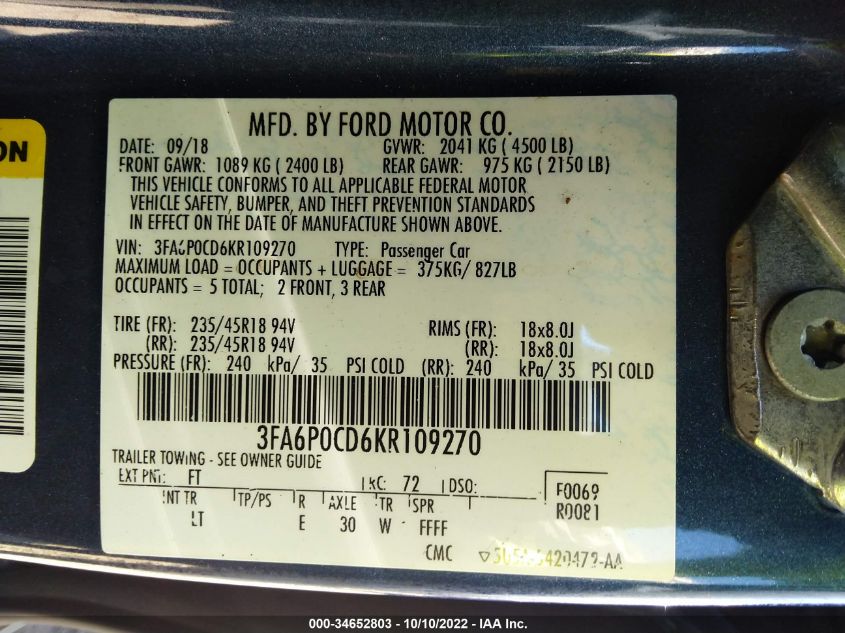 ON
MFD. BY FORD MOTOR CO.
DATE: 09/18 GVWR: 2041 KG ( 4500 LB)
FRONT GAWR: 1089 KG ( 2400 LB) REAR GAWR: 975 KG ( 2150 LB)
THIS VEHICLE CONFORMS TO ALL APPLICABLE FEDERAL MOTOR
VEHICLE SAFETY, BUMPER, AND THEFT PREVENTION STANDARDS
IN EFFECT ON THE DATE OF MANUFACTURE SHOWN ABOVE.
VIN: 3FA6P0CD6KR109270 TYPE: Passenger Car
MAXIMUM LOAD = OCCUPANTS + LUGGAGE = 375KG/ 827LB
OCCUPANTS = 5 TOTAL; 2 FRONT, 3 REAR
TIRE (FR): 235/45R18 94V RIMS (FR): 18x8.0J
(RR): 235/45R18 94V (RR): 18x8.0J
PRESSURE (FR): 240 kPa/ 35 PSI COLD (RR): 240 kPa/ 35 PSI COLD
3FA6P0CD6KR109270
TRAILER TOWING - SEE OWNER GUIDE
EXT PNT: FT RC: 72 DSO: F0069
INT TR TP/PS R AXLE TR SPR R0081
LT E 30 W FFFF
CMC
000-34652803 - 10/10/2022 - IAA Inc.